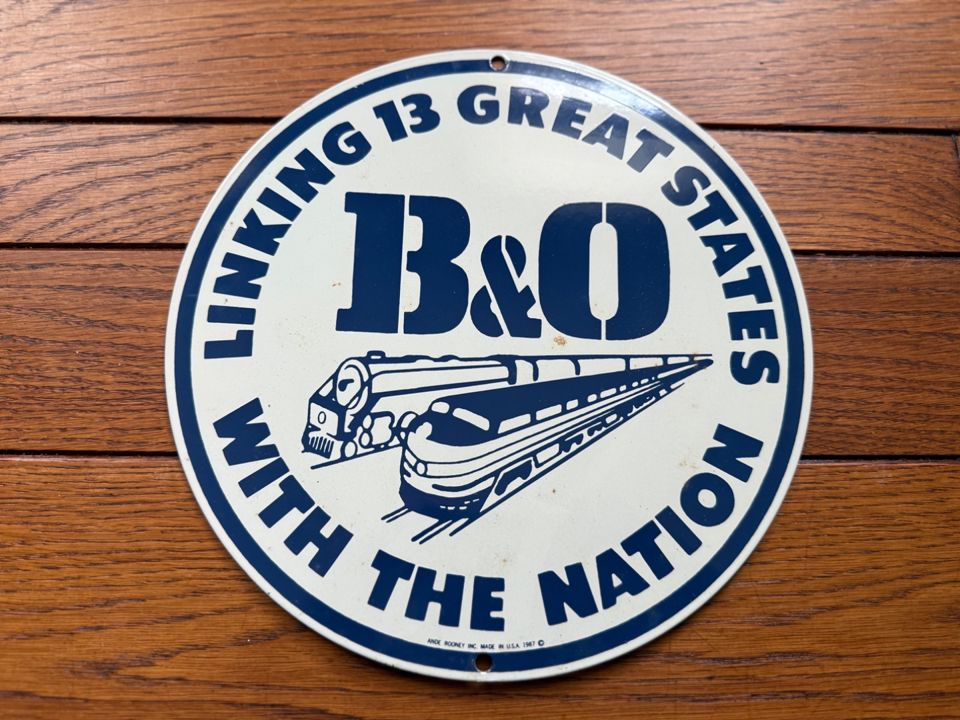 LINKING 13 GREAT STATES
B&O
WITH THE NATION
ANDE ROONEY INC. MADE IN U.S.A. 1987 ©